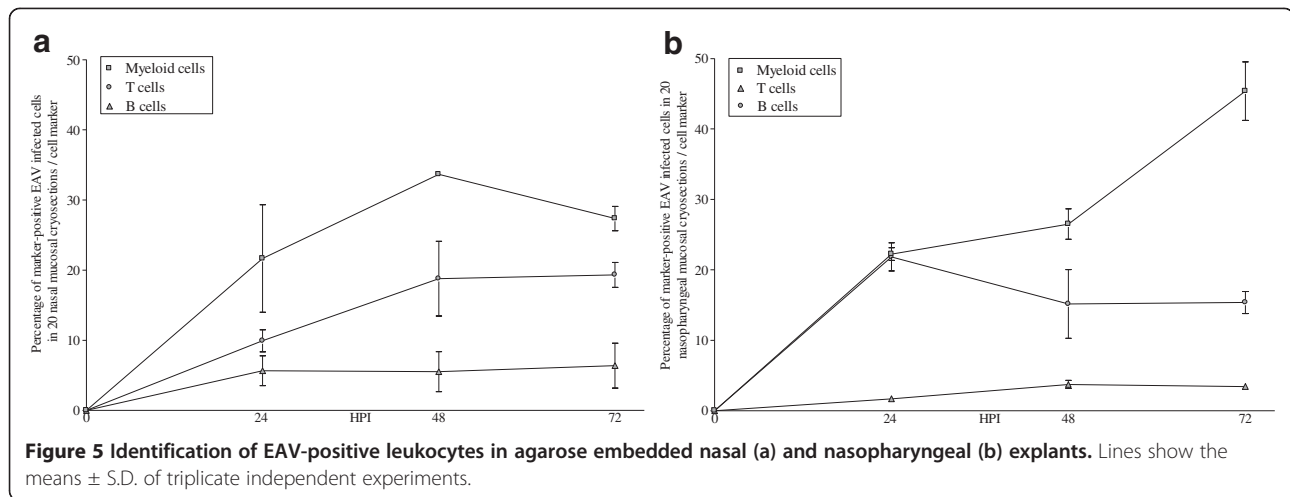 a
50
40
30
20
10
0
Myeloid cells
T cells
B cells
Percentage of marker-positive EAV infected cells
in 20 nasal mucosal cryosections / cell marker
0
24
HPI
48
72
b
50
40
30
20
10
0
Myeloid cells
T cells
B cells
Percentage of marker-positive EAV infected cells in 20
nasopharyngeal mucosal cryosections / cell marker
0
24
HPI
48
72
Figure 5 Identification of EAV-positive leukocytes in agarose embedded nasal (a) and nasopharyngeal (b) explants. Lines show the
means ± S.D. of triplicate independent experiments.